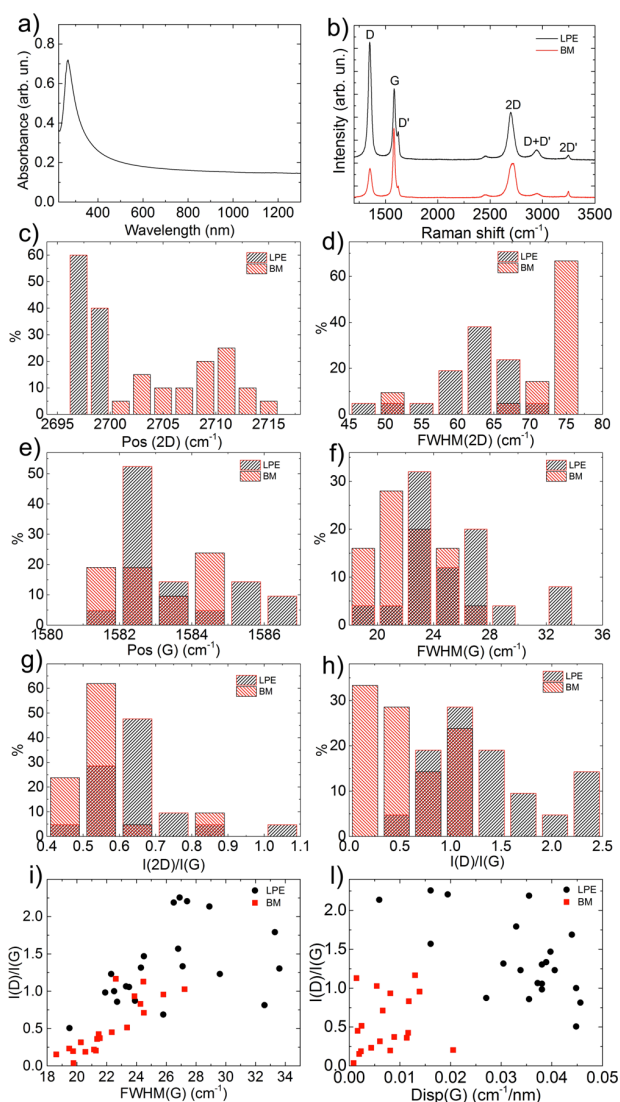 a)
0.8
0.6
0.4
0.2
0.0
Absorbance (arb. un.)
400 600 800 1000 1200
Wavelength (nm)
b)
LPE
BM
D
G
D'
2D
D+D'
2D'
Intensity (arb. un.)
1500 2000 2500 3000 3500
Raman shift (cm-1)
c)
LPE
BM
60
50
40
30
20
10
0
%
2695 2700 2705 2710 2715
Pos (2D) (cm-1)
d)
LPE
BM
60
40
20
0
%
45 50 55 60 65 70 75 80
FWHM(2D) (cm-1)
e)
LPE
BM
50
40
30
20
10
0
%
1580 1582 1584 1586
Pos (G) (cm-1)
f)
LPE
BM
40
30
20
10
0
%
20 24 28 32 36
FWHM(G) (cm-1)
g)
LPE
BM
60
50
40
30
20
10
0
%
0.4 0.5 0.6 0.7 0.8 0.9 1.0 1.1
I(2D)/I(G)
h)
LPE
BM
30
20
10
0
%
0.0 0.5 1.0 1.5 2.0 2.5
I(D)/I(G)
i)
LPE
BM
2.0
1.5
1.0
0.5
0.0
I(D)/I(G)
18 20 22 24 26 28 30 32 34
FWHM(G) (cm-1)
l)
LPE
BM
2.0
1.5
1.0
0.5
0.0
I(D)/I(G)
0.00 0.01 0.02 0.03 0.04 0.05
Disp(G) (cm-1/nm)